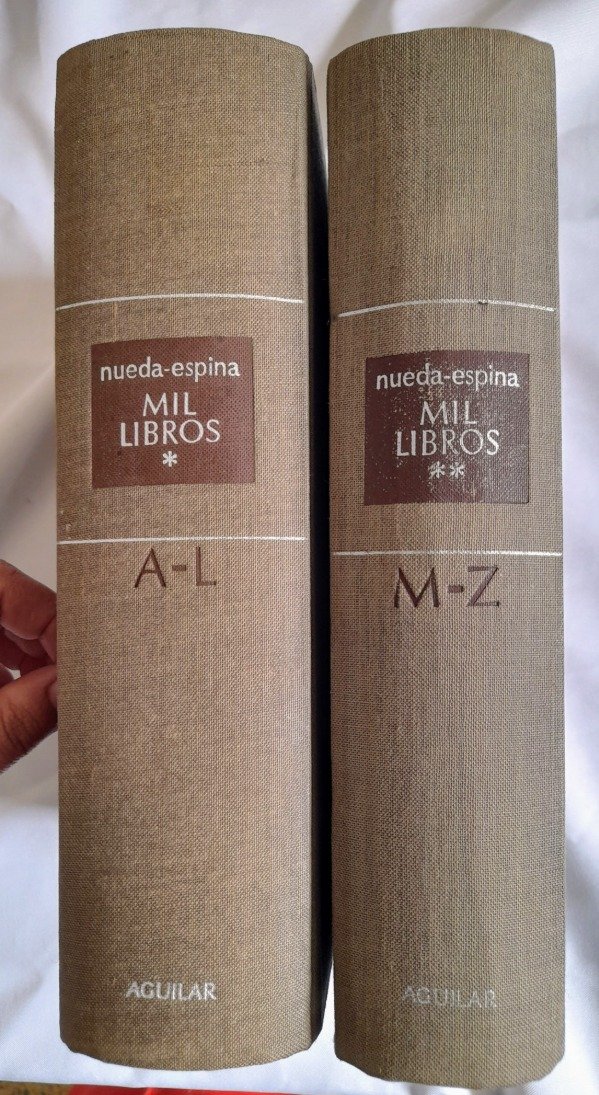 nueda-espina
MIL
LIBROS
*
A-L
AGUILAR
nueda-espina
MIL
LIBROS
**
M-Z
AGUILAR